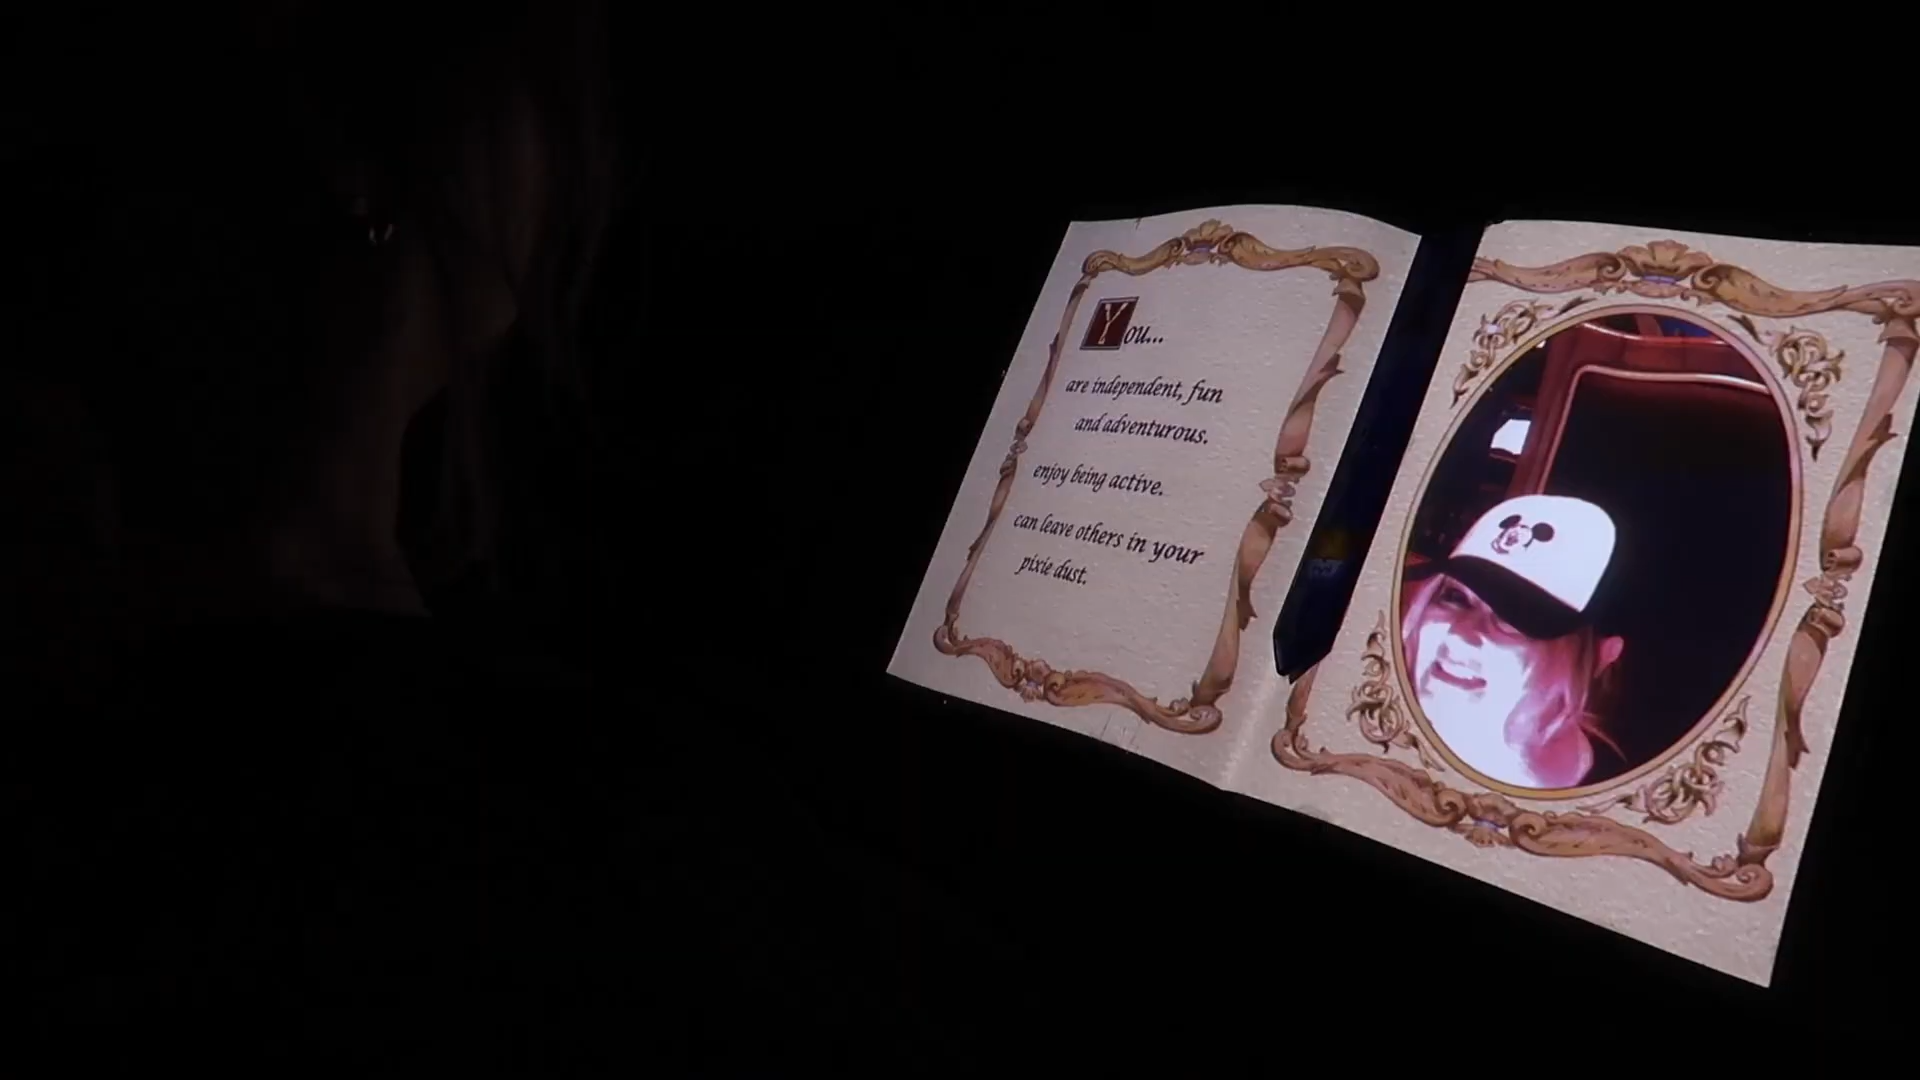 You...
are independent, fun
and adventurous.
enjoy being active.
can leave others in your
pixie dust.